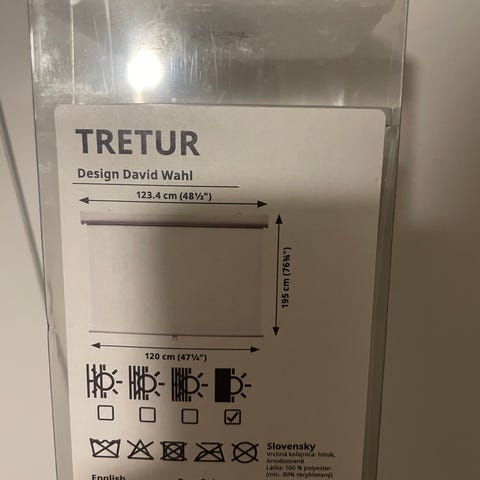 TRETUR
Design David Wahl
123.4 cm (48½")
195 cm (76¾")
120 cm (47¼")
Slovensky
Vrchná koľajnica: hliník,
Anodizované
Látka: 100 % polyester
(min. 90% recyklovaný)
English